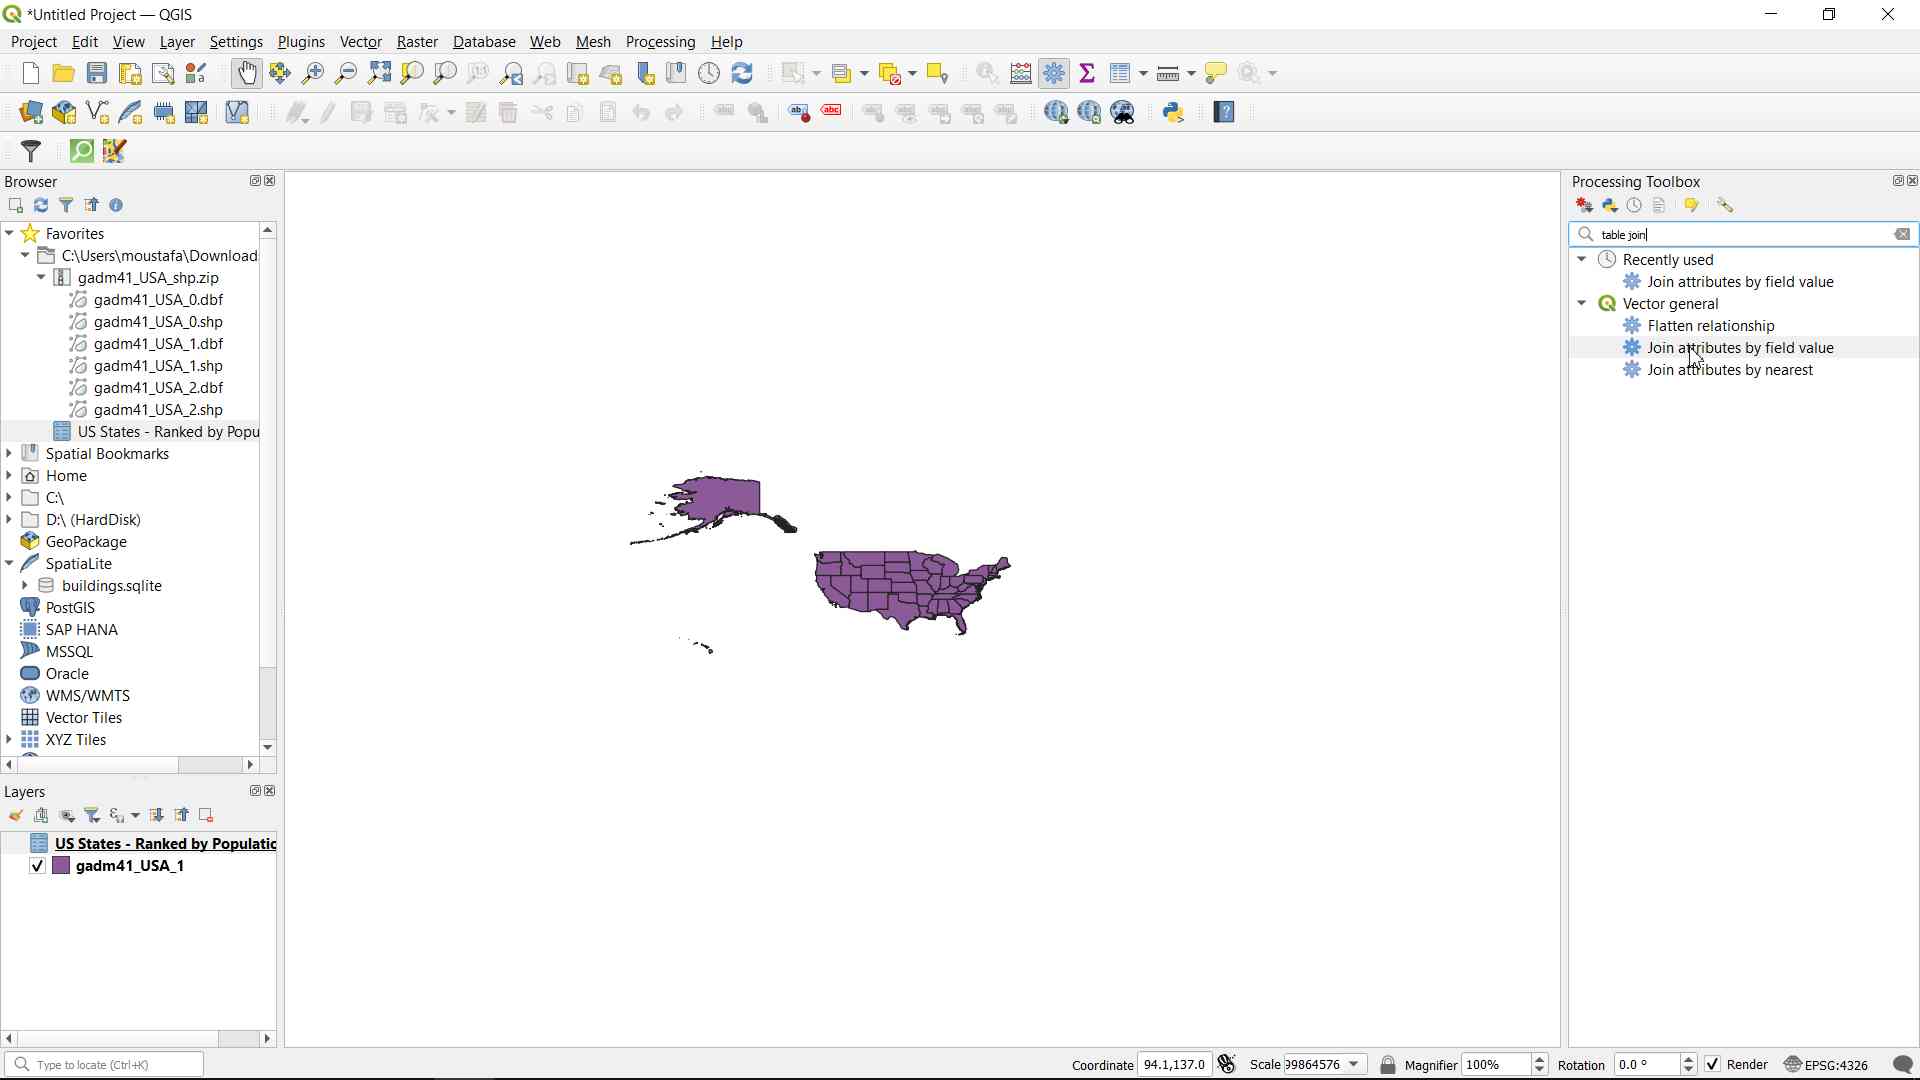 *Untitled Project — QGIS
Project Edit View Layer Settings Plugins Vector Raster Database Web Mesh Processing Help
Browser
Favorites
C:\Users\moustafa\Download
gadm41_USA_shp.zip
gadm41_USA_0.dbf
gadm41_USA_0.shp
gadm41_USA_1.dbf
gadm41_USA_1.shp
gadm41_USA_2.dbf
gadm41_USA_2.shp
US States - Ranked by Popu
Spatial Bookmarks
Home
C:\
D:\ (HardDisk)
GeoPackage
SpatiaLite
buildings.sqlite
PostGIS
SAP HANA
MSSQL
Oracle
WMS/WMTS
Vector Tiles
XYZ Tiles
Layers
US States - Ranked by Populatio
gadm41_USA_1
Processing Toolbox
table join
Recently used
Join attributes by field value
Vector general
Flatten relationship
Join attributes by field value
Join attributes by nearest
Type to locate (Ctrl+K)
Coordinate 94.1,137.0 Scale 99864576 Magnifier 100% Rotation 0.0 ° Render EPSG:4326